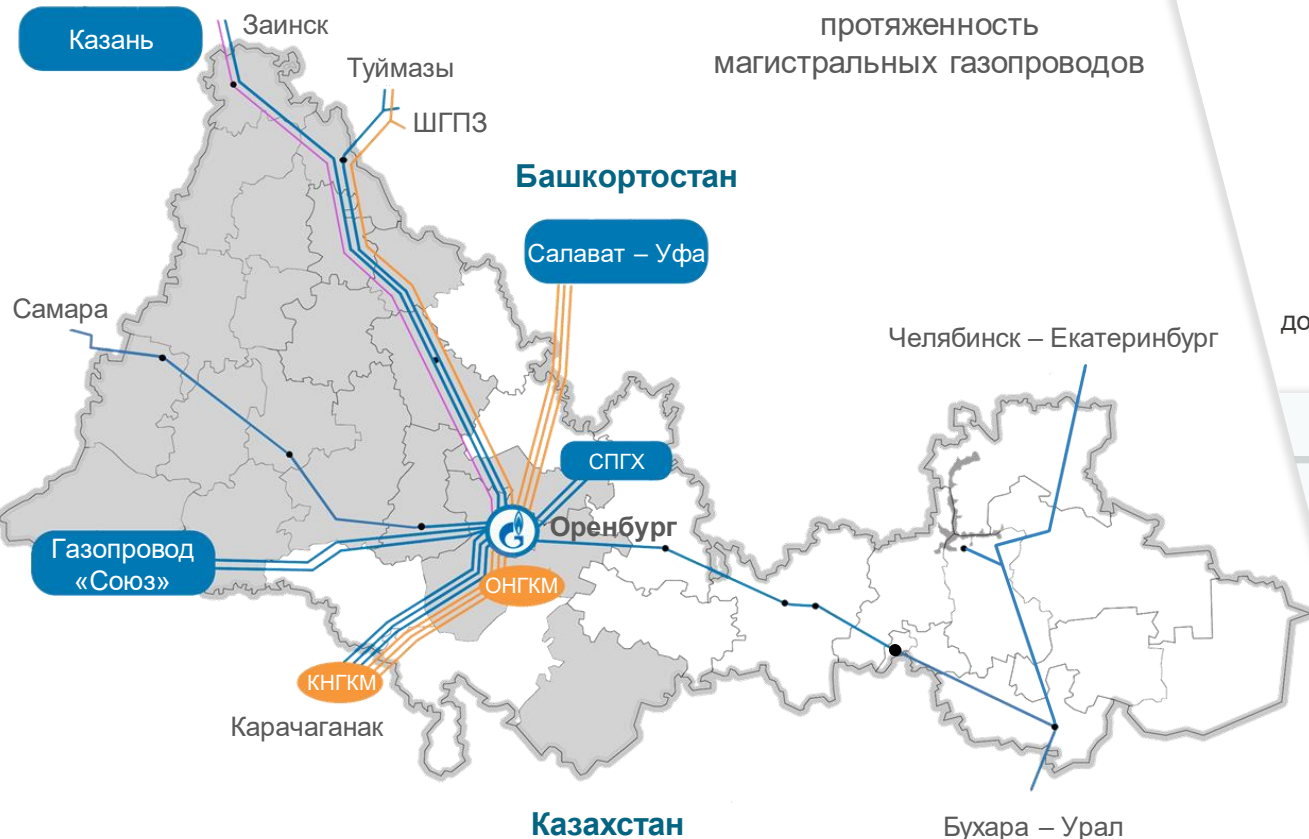 Казань
Заинск
протяженность
магистральных газопроводов
Туймазы
ШГПЗ
Башкортостан
Салават – Уфа
Самара
Челябинск – Екатеринбург
до
СПГХ
Оренбург
Газопровод
«Союз»
ОНГКМ
КНГКМ
Карачаганак
Казахстан
Бухара – Урал